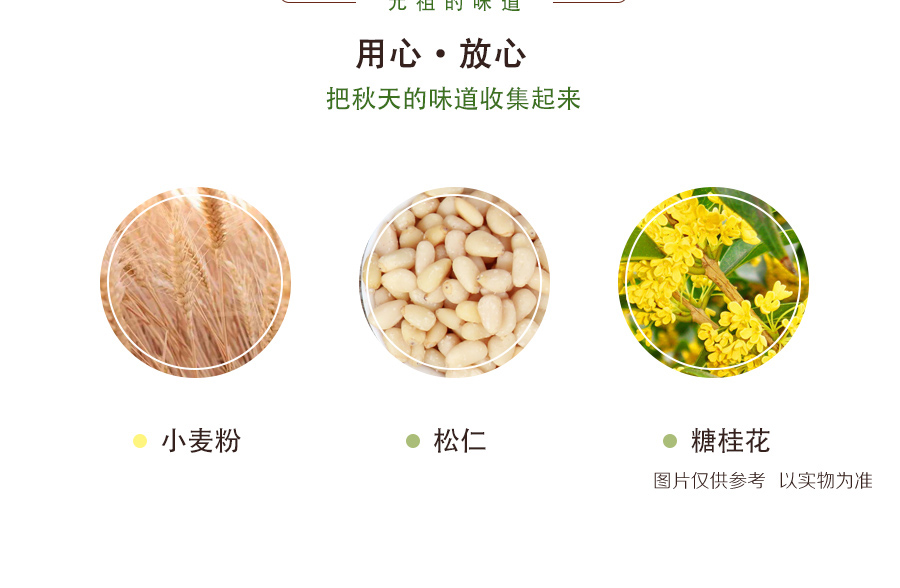 元祖的味道
用心·放心
把秋天的味道收集起来
小麦粉
松仁
糖桂花
图片仅供参考 以实物为准